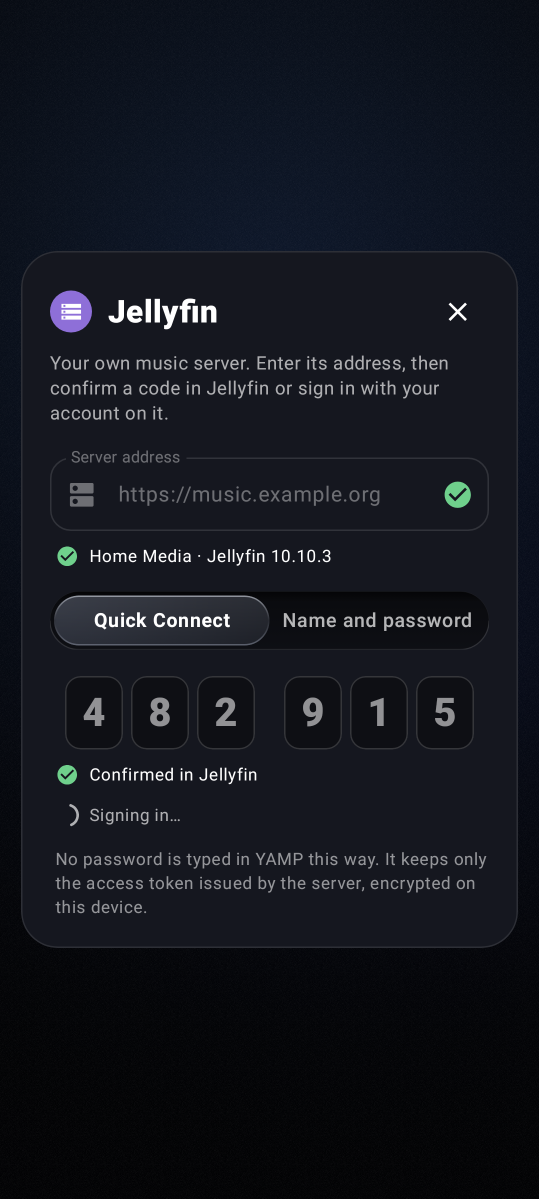 Jellyfin
Your own music server. Enter its address, then
confirm a code in Jellyfin or sign in with your
account on it.
Server address
https://music.example.org
Home Media · Jellyfin 10.10.3
Quick Connect Name and password
4 8 2 9 1 5
Confirmed in Jellyfin
Signing in…
No password is typed in YAMP this way. It keeps only
the access token issued by the server, encrypted on
this device.